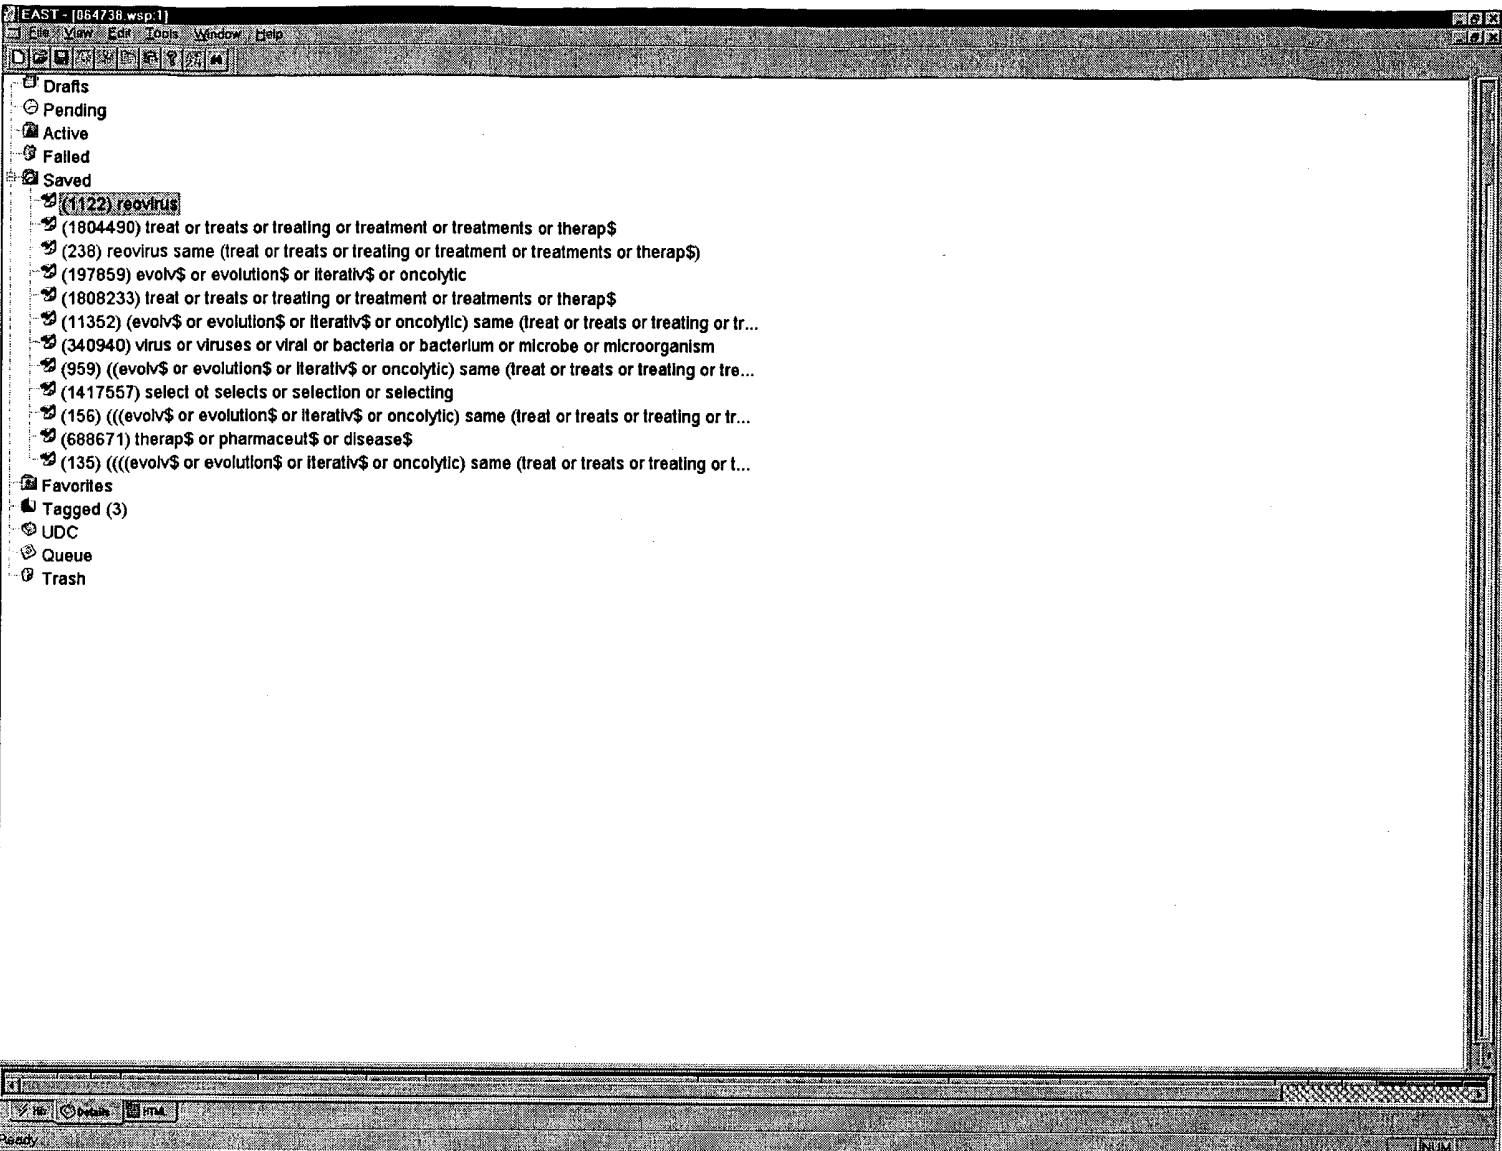 EAST - [064738.wsp:1]
File View Edit Tools Window Help
Drafts
Pending
Active
Failed
Saved
(1122) reovirus
(1804490) treat or treats or treating or treatment or treatments or therap$
(238) reovirus same (treat or treats or treating or treatment or treatments or therap$)
(197859) evolv$ or evolution$ or iterativ$ or oncolytic
(1808233) treat or treats or treating or treatment or treatments or therap$
(11352) (evolv$ or evolution$ or iterativ$ or oncolytic) same (treat or treats or treating or tr...
(340940) virus or viruses or viral or bacteria or bacterium or microbe or microorganism
(959) ((evolv$ or evolution$ or iterativ$ or oncolytic) same (treat or treats or treating or tre...
(1417557) select ot selects or selection or selecting
(156) (((evolv$ or evolution$ or iterativ$ or oncolytic) same (treat or treats or treating or tr...
(688671) therap$ or pharmaceut$ or disease$
(135) ((((evolv$ or evolution$ or iterativ$ or oncolytic) same (treat or treats or treating or t...
Favorites
Tagged (3)
UDC
Queue
Trash
Details HTML
Ready
NUM